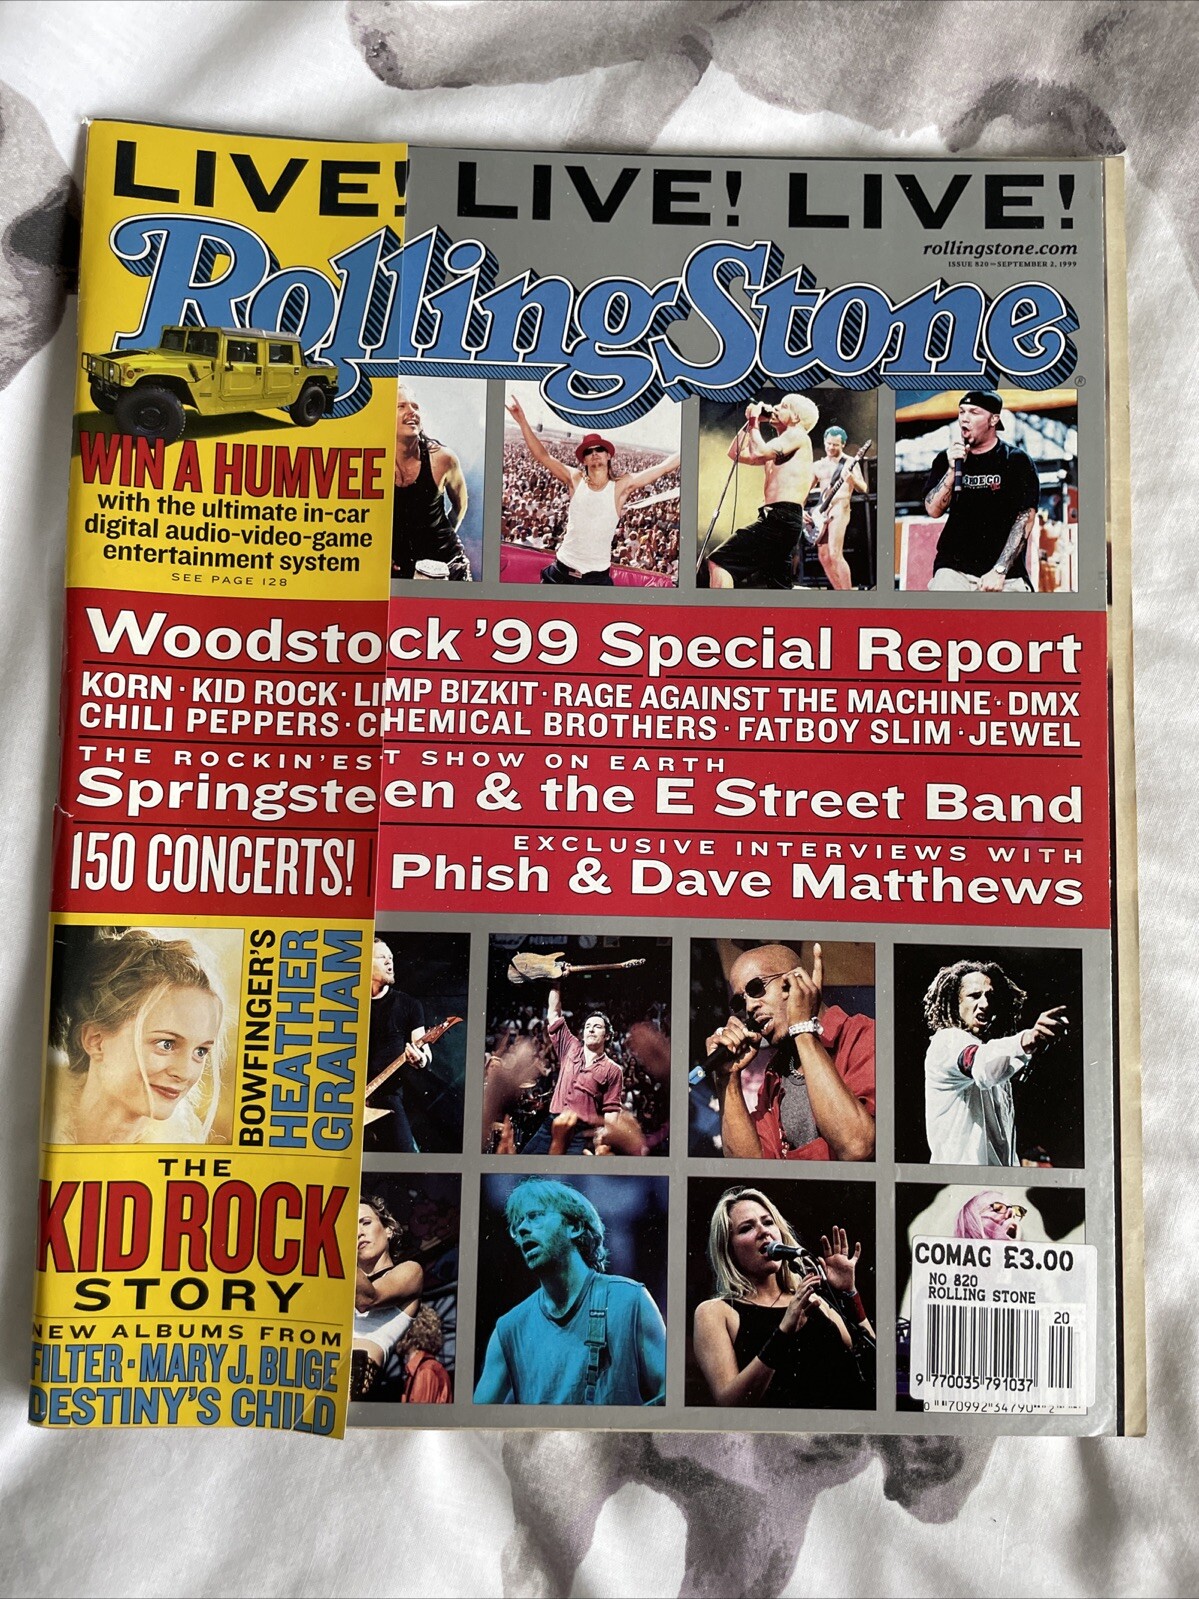 LIVE! LIVE! LIVE!
rollingstone.com
ISSUE 820 – SEPTEMBER 2, 1999
RollingStone
®
WIN A HUMVEE
with the ultimate in-car
digital audio-video-game
entertainment system
SEE PAGE 128
Woodstock '99 Special Report
KORN · KID ROCK · LIMP BIZKIT · RAGE AGAINST THE MACHINE · DMX
CHILI PEPPERS · CHEMICAL BROTHERS · FATBOY SLIM · JEWEL
THE ROCKIN'EST SHOW ON EARTH
Springsteen & the E Street Band
150 CONCERTS!
EXCLUSIVE INTERVIEWS WITH
Phish & Dave Matthews
BOWFINGER'S
HEATHER
GRAHAM
THE
KID ROCK
STORY
NEW ALBUMS FROM
FILTER · MARY J. BLIGE
DESTINY'S CHILD
COMAG £3.00
NO 820
ROLLING STONE
20
9 770035 791037
0 70992 34790 2